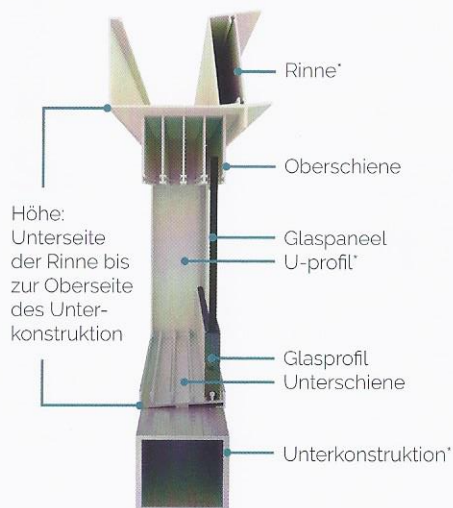 Rinne*
Oberschiene
Höhe:
Unterseite
der Rinne bis
zur Oberseite
des Unter-
konstruktion
Glaspaneel
U-profil*
Glasprofil
Unterschiene
Unterkonstruktion*